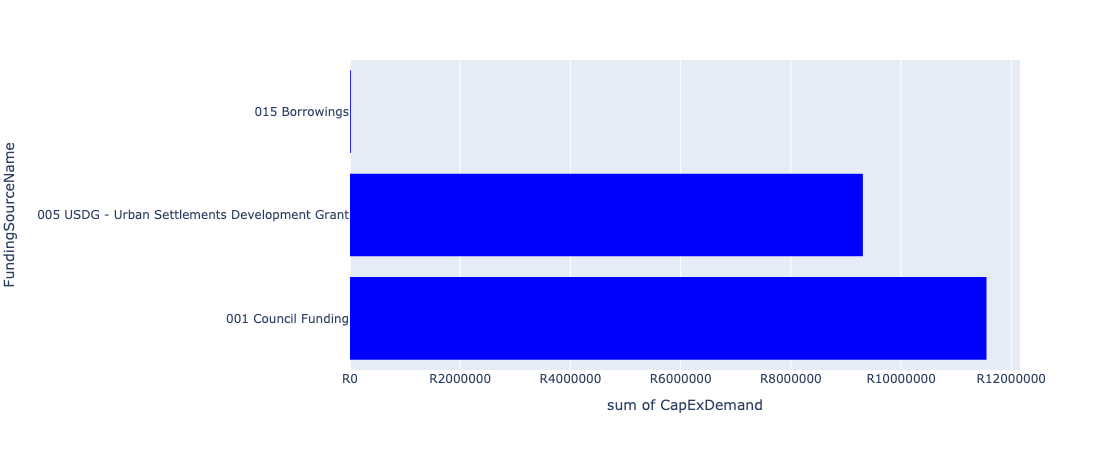 FundingSourceName
015 Borrowings
005 USDG - Urban Settlements Development Grant
001 Council Funding
R0 R2000000 R4000000 R6000000 R8000000 R10000000 R12000000
sum of CapExDemand